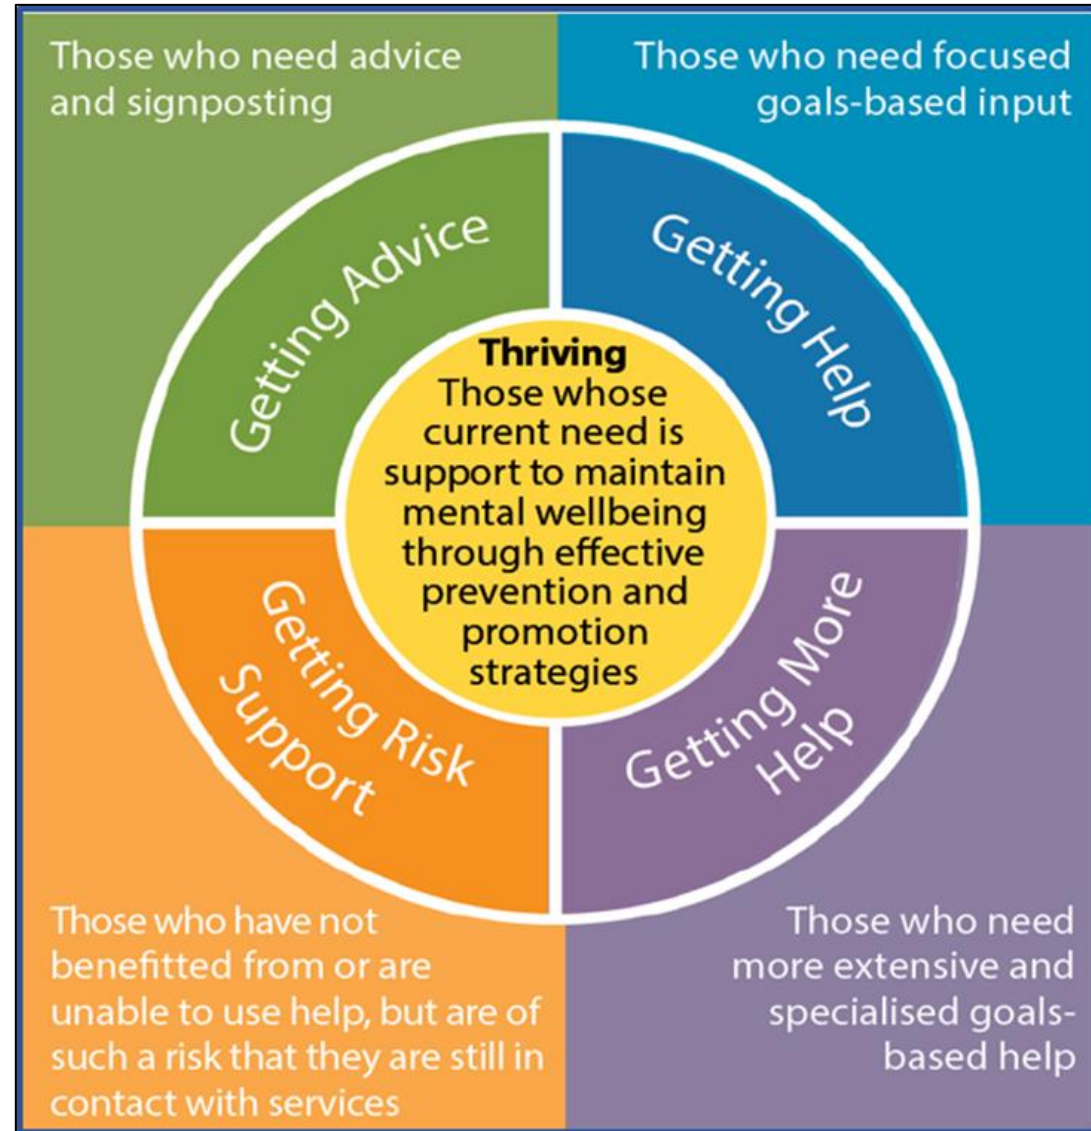 Those who need advice
and signposting
Those who need focused
goals-based input
Getting Advice
Getting Help
Thriving
Those whose
current need is
support to maintain
mental wellbeing
through effective
prevention and
promotion
strategies
Getting Risk
Support
Getting More
Help
Those who have not
benefitted from or are
unable to use help, but are of
such a risk that they are still in
contact with services
Those who need
more extensive and
specialised goals-
based help